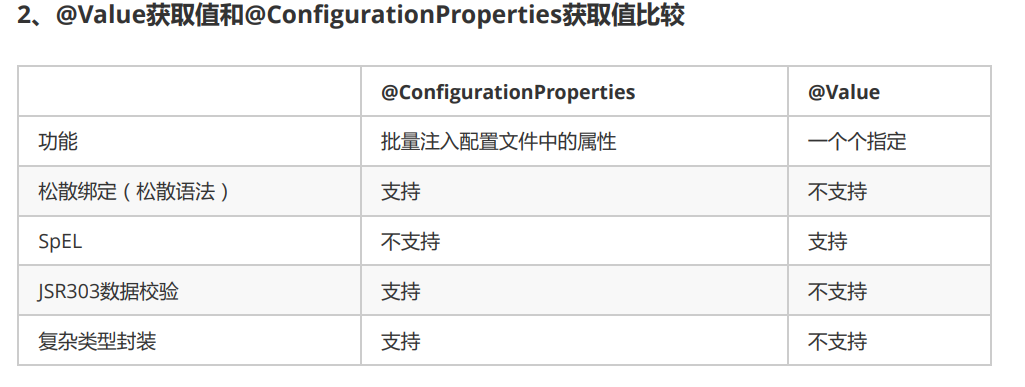 2、@Value获取值和@ConfigurationProperties获取值比较
@ConfigurationProperties @Value
功能 批量注入配置文件中的属性 一个个指定
松散绑定（松散语法） 支持 不支持
SpEL 不支持 支持
JSR303数据校验 支持 不支持
复杂类型封装 支持 不支持